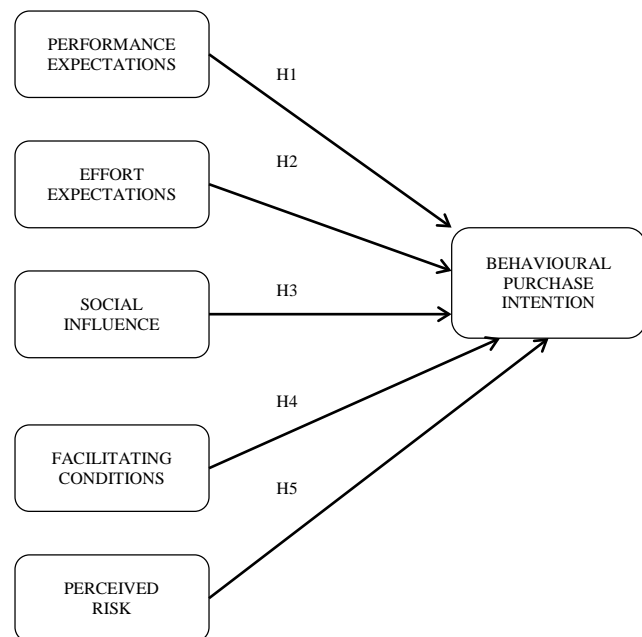 PERFORMANCE
EXPECTATIONS
H1
EFFORT
EXPECTATIONS
H2
BEHAVIOURAL
PURCHASE
INTENTION
SOCIAL
INFLUENCE
H3
FACILITATING
CONDITIONS
H4
H5
PERCEIVED
RISK